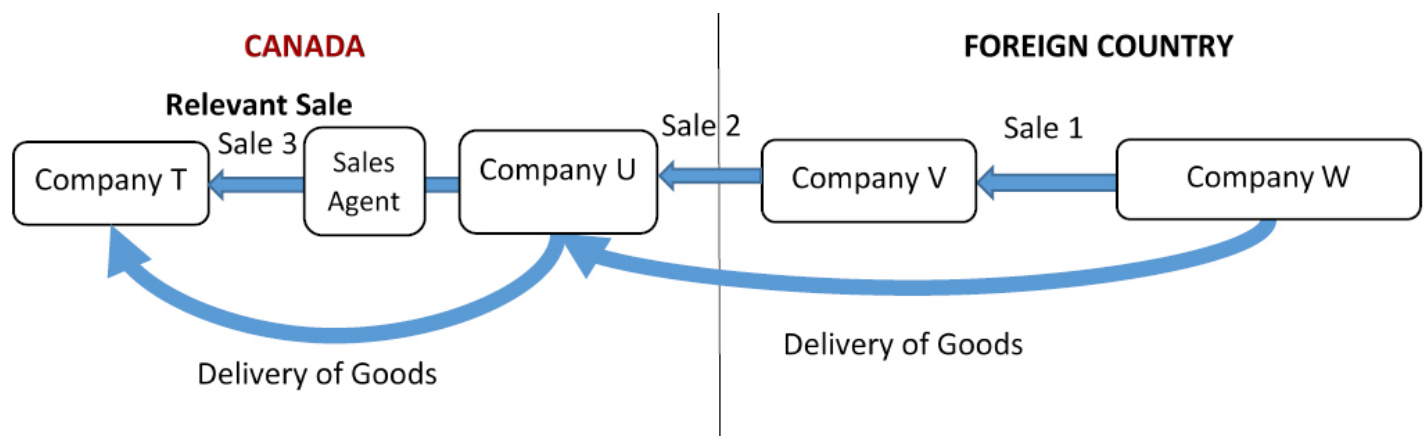 CANADA
FOREIGN COUNTRY
Relevant Sale
Sale 3
Sale 2
Sale 1
Company T
Sales
Agent
Company U
Company V
Company W
Delivery of Goods
Delivery of Goods